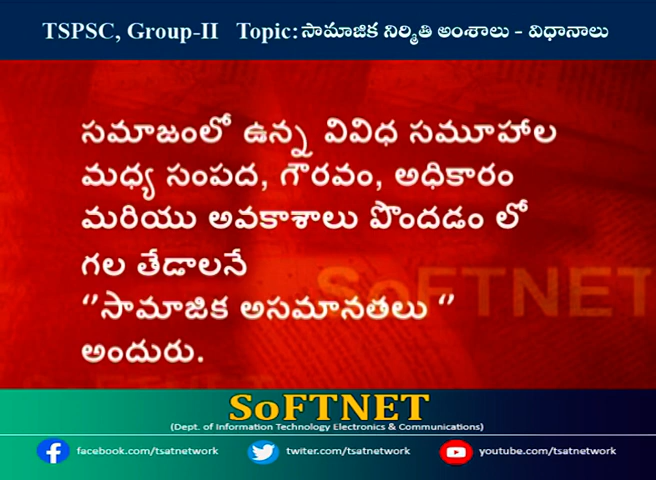 TSPSC, Group-II Topic: సామాజిక నిర్మితి అంశాలు - విధానాలు
సమాజంలో ఉన్న వివిధ సమూహాల
మధ్య సంపద, గౌరవం, అధికారం
మరియు అవకాశాలు పొందడం లో
గల తేడాలనే
‘‘సామాజిక అసమానతలు ‘‘
అందురు.
SoFTNET
SoFTNET
(Dept. of Information Technology Electronics & Communications)
facebook.com/tsatnetwork twiter.com/tsatnetwork youtube.com/tsatnetwork